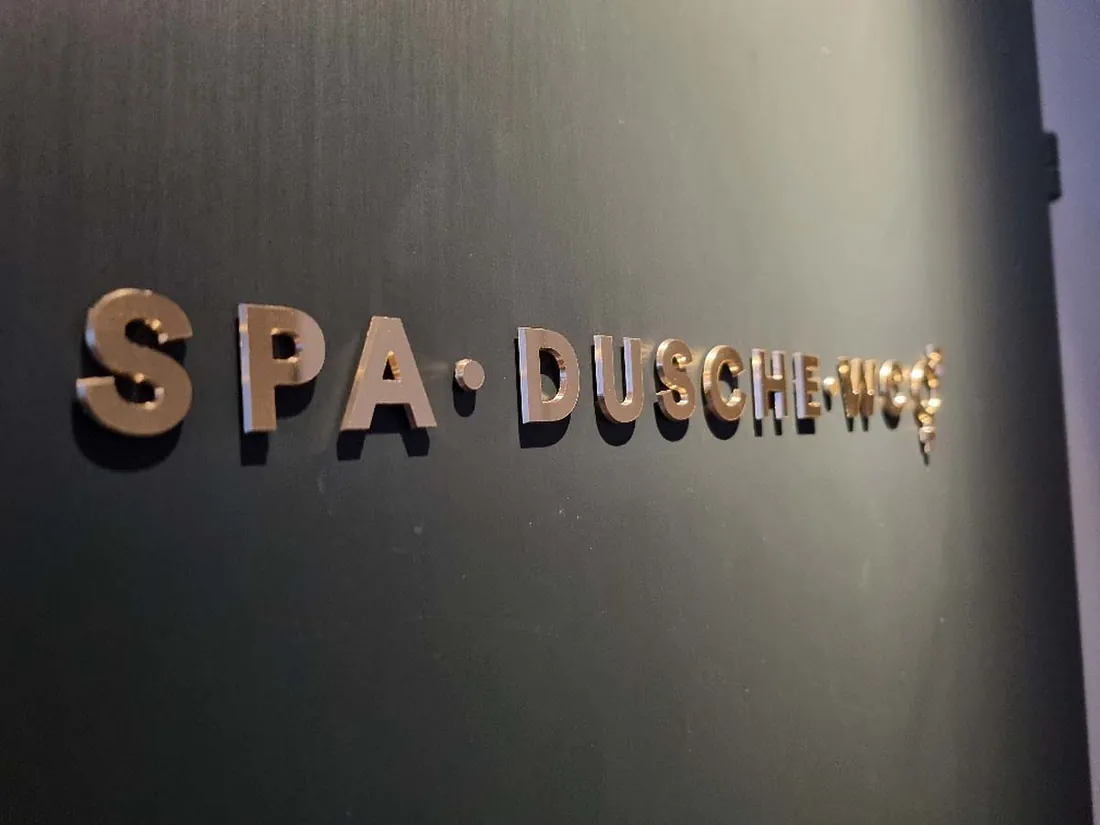 SPA • DUSCHE • WC ⚥